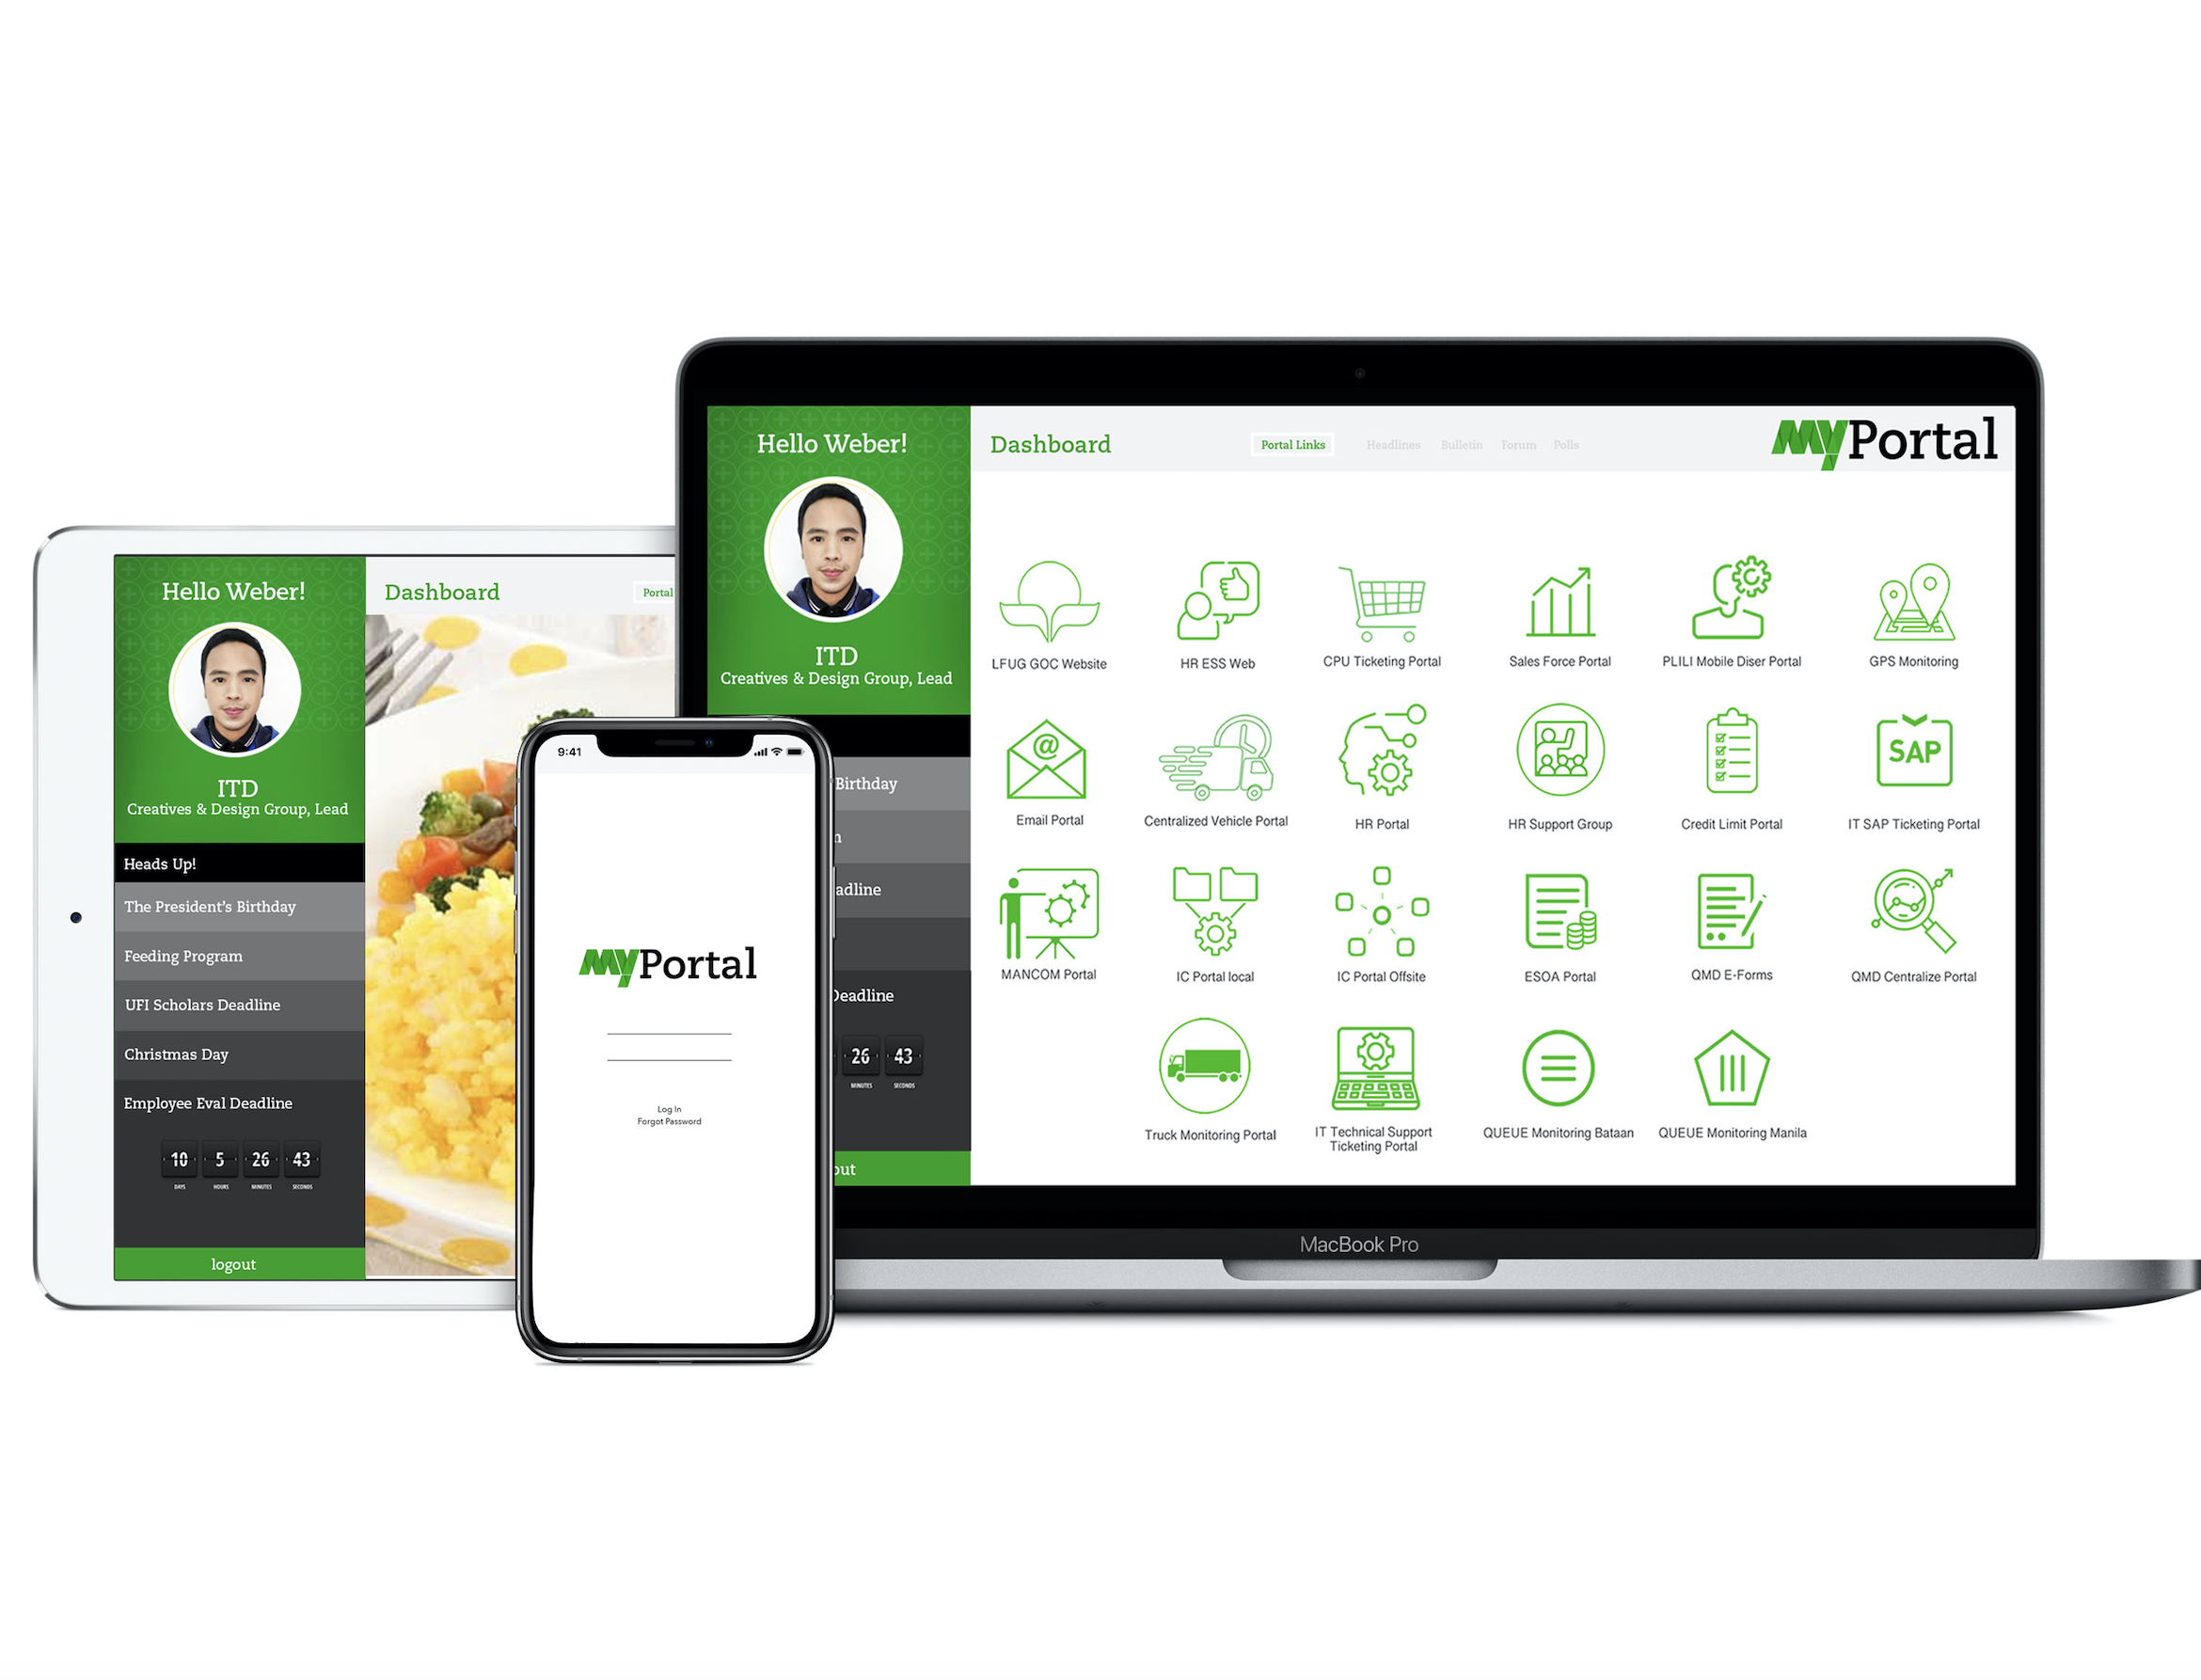 Hello Weber!
ITD
Creatives & Design Group, Lead
Heads Up!
The President's Birthday
Feeding Program
UFI Scholars Deadline
Christmas Day
Employee Eval Deadline
10 5 26 43
DAYS HOURS MINUTES SECONDS
logout
Dashboard
Portal
9:41
myPortal
Log In
Forgot Password
Hello Weber!
ITD
Creatives & Design Group, Lead
Birthday
n
adline
Deadline
26 43
MINUTES SECONDS
out
Dashboard
Portal Links Headlines Bulletin Forum Polls
myPortal
LFUG GOC Website
HR ESS Web
CPU Ticketing Portal
Sales Force Portal
PLILI Mobile Diser Portal
GPS Monitoring
@
Email Portal
Centralized Vehicle Portal
HR Portal
HR Support Group
Credit Limit Portal
SAP
IT SAP Ticketing Portal
MANCOM Portal
IC Portal local
IC Portal Offsite
ESOA Portal
QMD E-Forms
QMD Centralize Portal
Truck Monitoring Portal
IT Technical Support
Ticketing Portal
QUEUE Monitoring Bataan
QUEUE Monitoring Manila
MacBook Pro